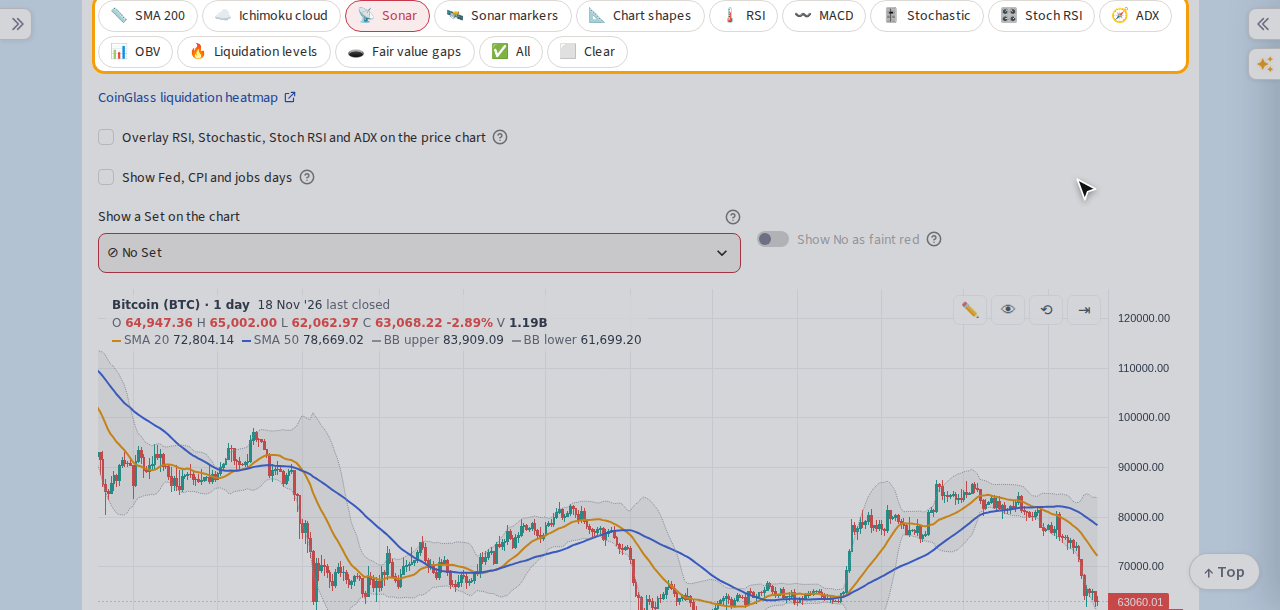 SMA 200 Ichimoku cloud Sonar Sonar markers Chart shapes RSI MACD Stochastic Stoch RSI ADX
OBV Liquidation levels Fair value gaps All Clear
CoinGlass liquidation heatmap
Overlay RSI, Stochastic, Stoch RSI and ADX on the price chart ?
Show Fed, CPI and jobs days ?
Show a Set on the chart ?
No Set
Show No as faint red ?
Bitcoin (BTC) · 1 day 18 Nov '26 last closed
O 64,947.36 H 65,002.00 L 62,062.97 C 63,068.22 -2.89% V 1.19B
SMA 20 72,804.14 SMA 50 78,669.02 BB upper 83,909.09 BB lower 61,699.20
120000.00
110000.00
100000.00
90000.00
80000.00
70000.00
63060.01
↑ Top